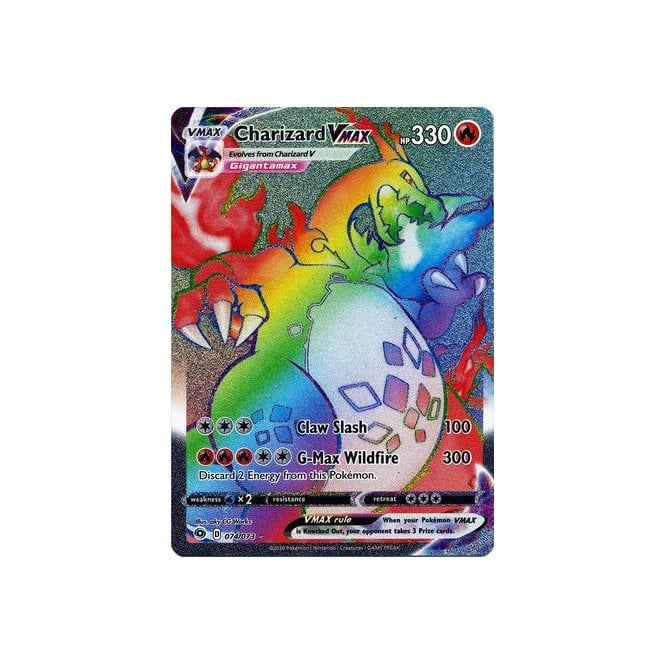 VMAX Charizard VMAX HP 330
Evolves from Charizard V
Gigantamax
Claw Slash 100
G-Max Wildfire 300
Discard 2 Energy from this Pokémon.
weakness ×2 resistance retreat
Illus. aky CG Works
VMAX rule When your Pokémon VMAX
is Knocked Out, your opponent takes 3 Prize cards.
D 074/073
©2020 Pokémon / Nintendo / Creatures / GAME FREAK